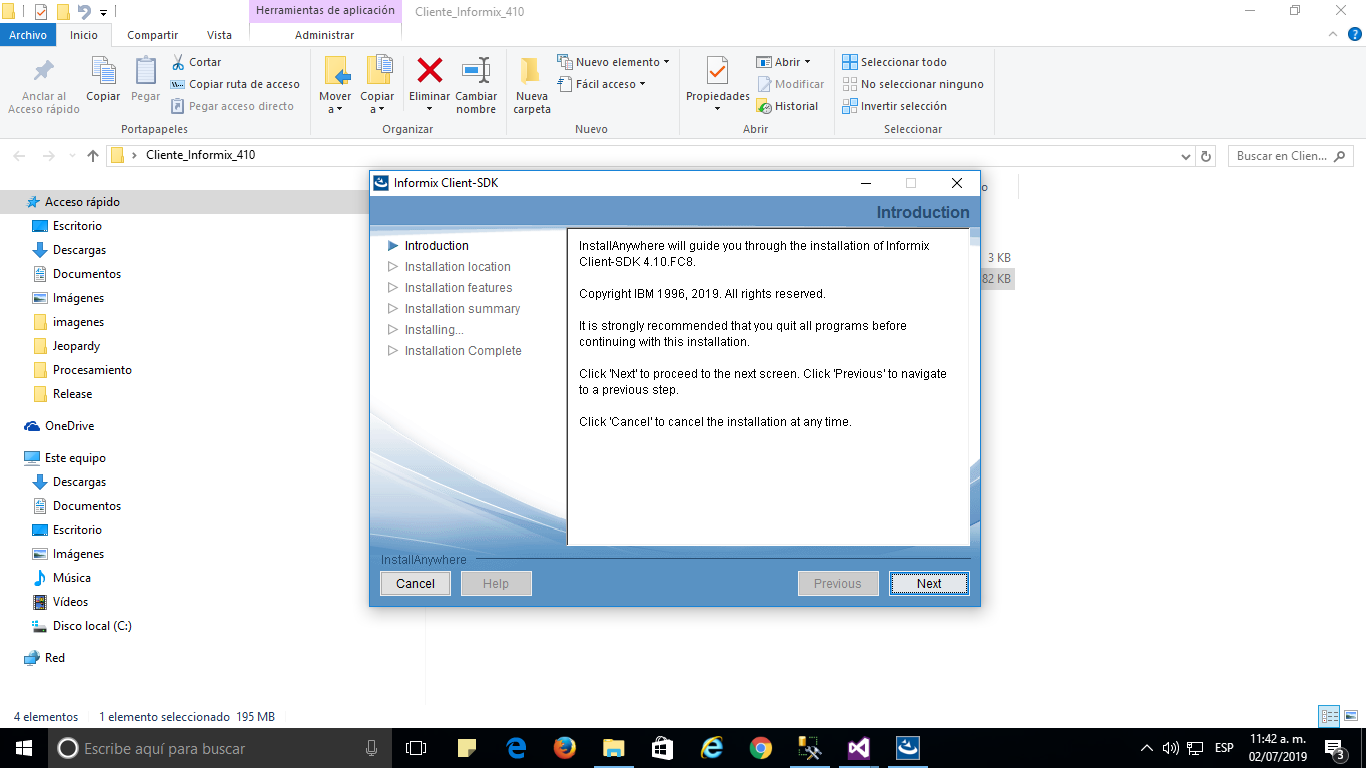 Herramientas de aplicación
Cliente_Informix_410
Archivo
Inicio
Compartir
Vista
Administrar
Anclar al
Acceso rápido
Copiar
Pegar
Cortar
Copiar ruta de acceso
Pegar acceso directo
Portapapeles
Mover
a
Copiar
a
Eliminar
Cambiar
nombre
Organizar
Nueva
carpeta
Nuevo elemento
Fácil acceso
Nuevo
Propiedades
Abrir
Modificar
Historial
Abrir
Seleccionar todo
No seleccionar ninguno
Invertir selección
Seleccionar
Cliente_Informix_410
Buscar en Clien...
Acceso rápido
Escritorio
Descargas
Documentos
Imágenes
imagenes
Jeopardy
Procesamiento
Release
OneDrive
Este equipo
Descargas
Documentos
Escritorio
Imágenes
Música
Vídeos
Disco local (C:)
Red
o
3 KB
82 KB
Informix Client-SDK
Introduction
Introduction
Installation location
Installation features
Installation summary
Installing...
Installation Complete
InstallAnywhere will guide you through the installation of Informix
Client-SDK 4.10.FC8.
Copyright IBM 1996, 2019. All rights reserved.
It is strongly recommended that you quit all programs before
continuing with this installation.
Click 'Next' to proceed to the next screen. Click 'Previous' to navigate
to a previous step.
Click 'Cancel' to cancel the installation at any time.
InstallAnywhere
Cancel
Help
Previous
Next
4 elementos
1 elemento seleccionado 195 MB
Escribe aquí para buscar
ESP
11:42 a. m.
02/07/2019
3